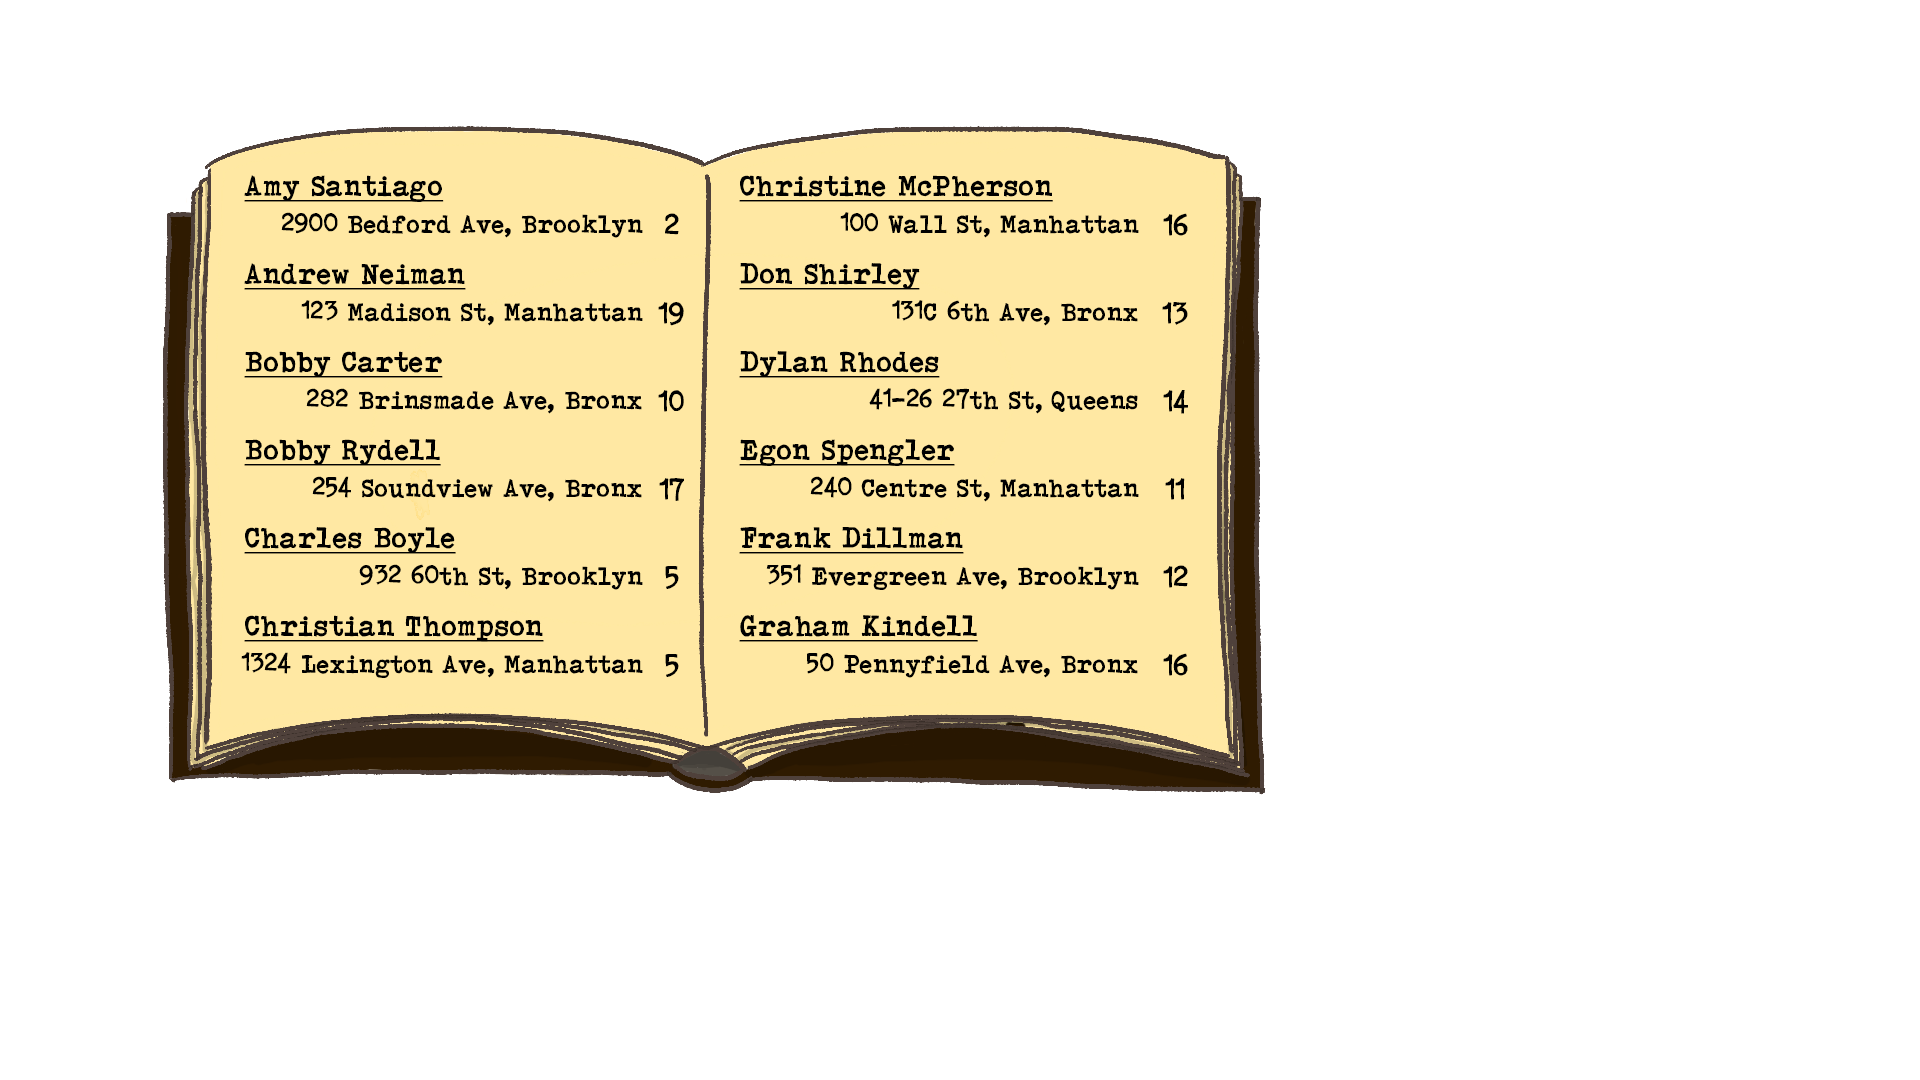 Amy Santiago
2900 Bedford Ave, Brooklyn 2
Andrew Neiman
123 Madison St, Manhattan 19
Bobby Carter
282 Brinsmade Ave, Bronx 10
Bobby Rydell
254 Soundview Ave, Bronx 17
Charles Boyle
932 60th St, Brooklyn 5
Christian Thompson
1324 Lexington Ave, Manhattan 5
Christine McPherson
100 Wall St, Manhattan 16
Don Shirley
131C 6th Ave, Bronx 13
Dylan Rhodes
41-26 27th St, Queens 14
Egon Spengler
240 Centre St, Manhattan 11
Frank Dillman
351 Evergreen Ave, Brooklyn 12
Graham Kindell
50 Pennyfield Ave, Bronx 16